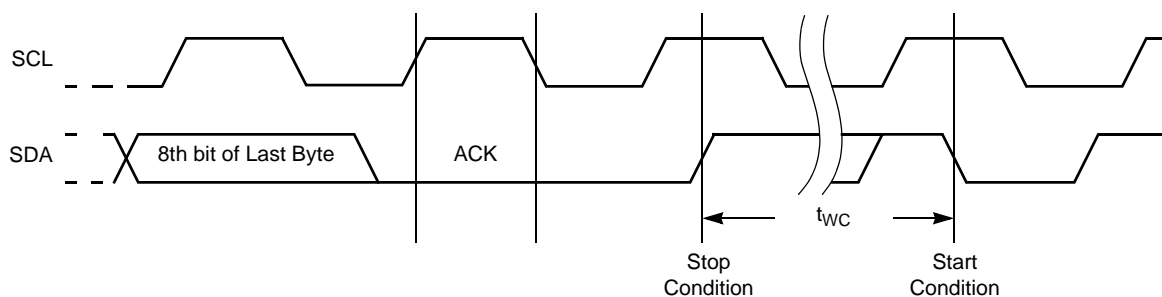 SCL
SDA
8th bit of Last Byte
ACK
tWC
Stop
Condition
Start
Condition